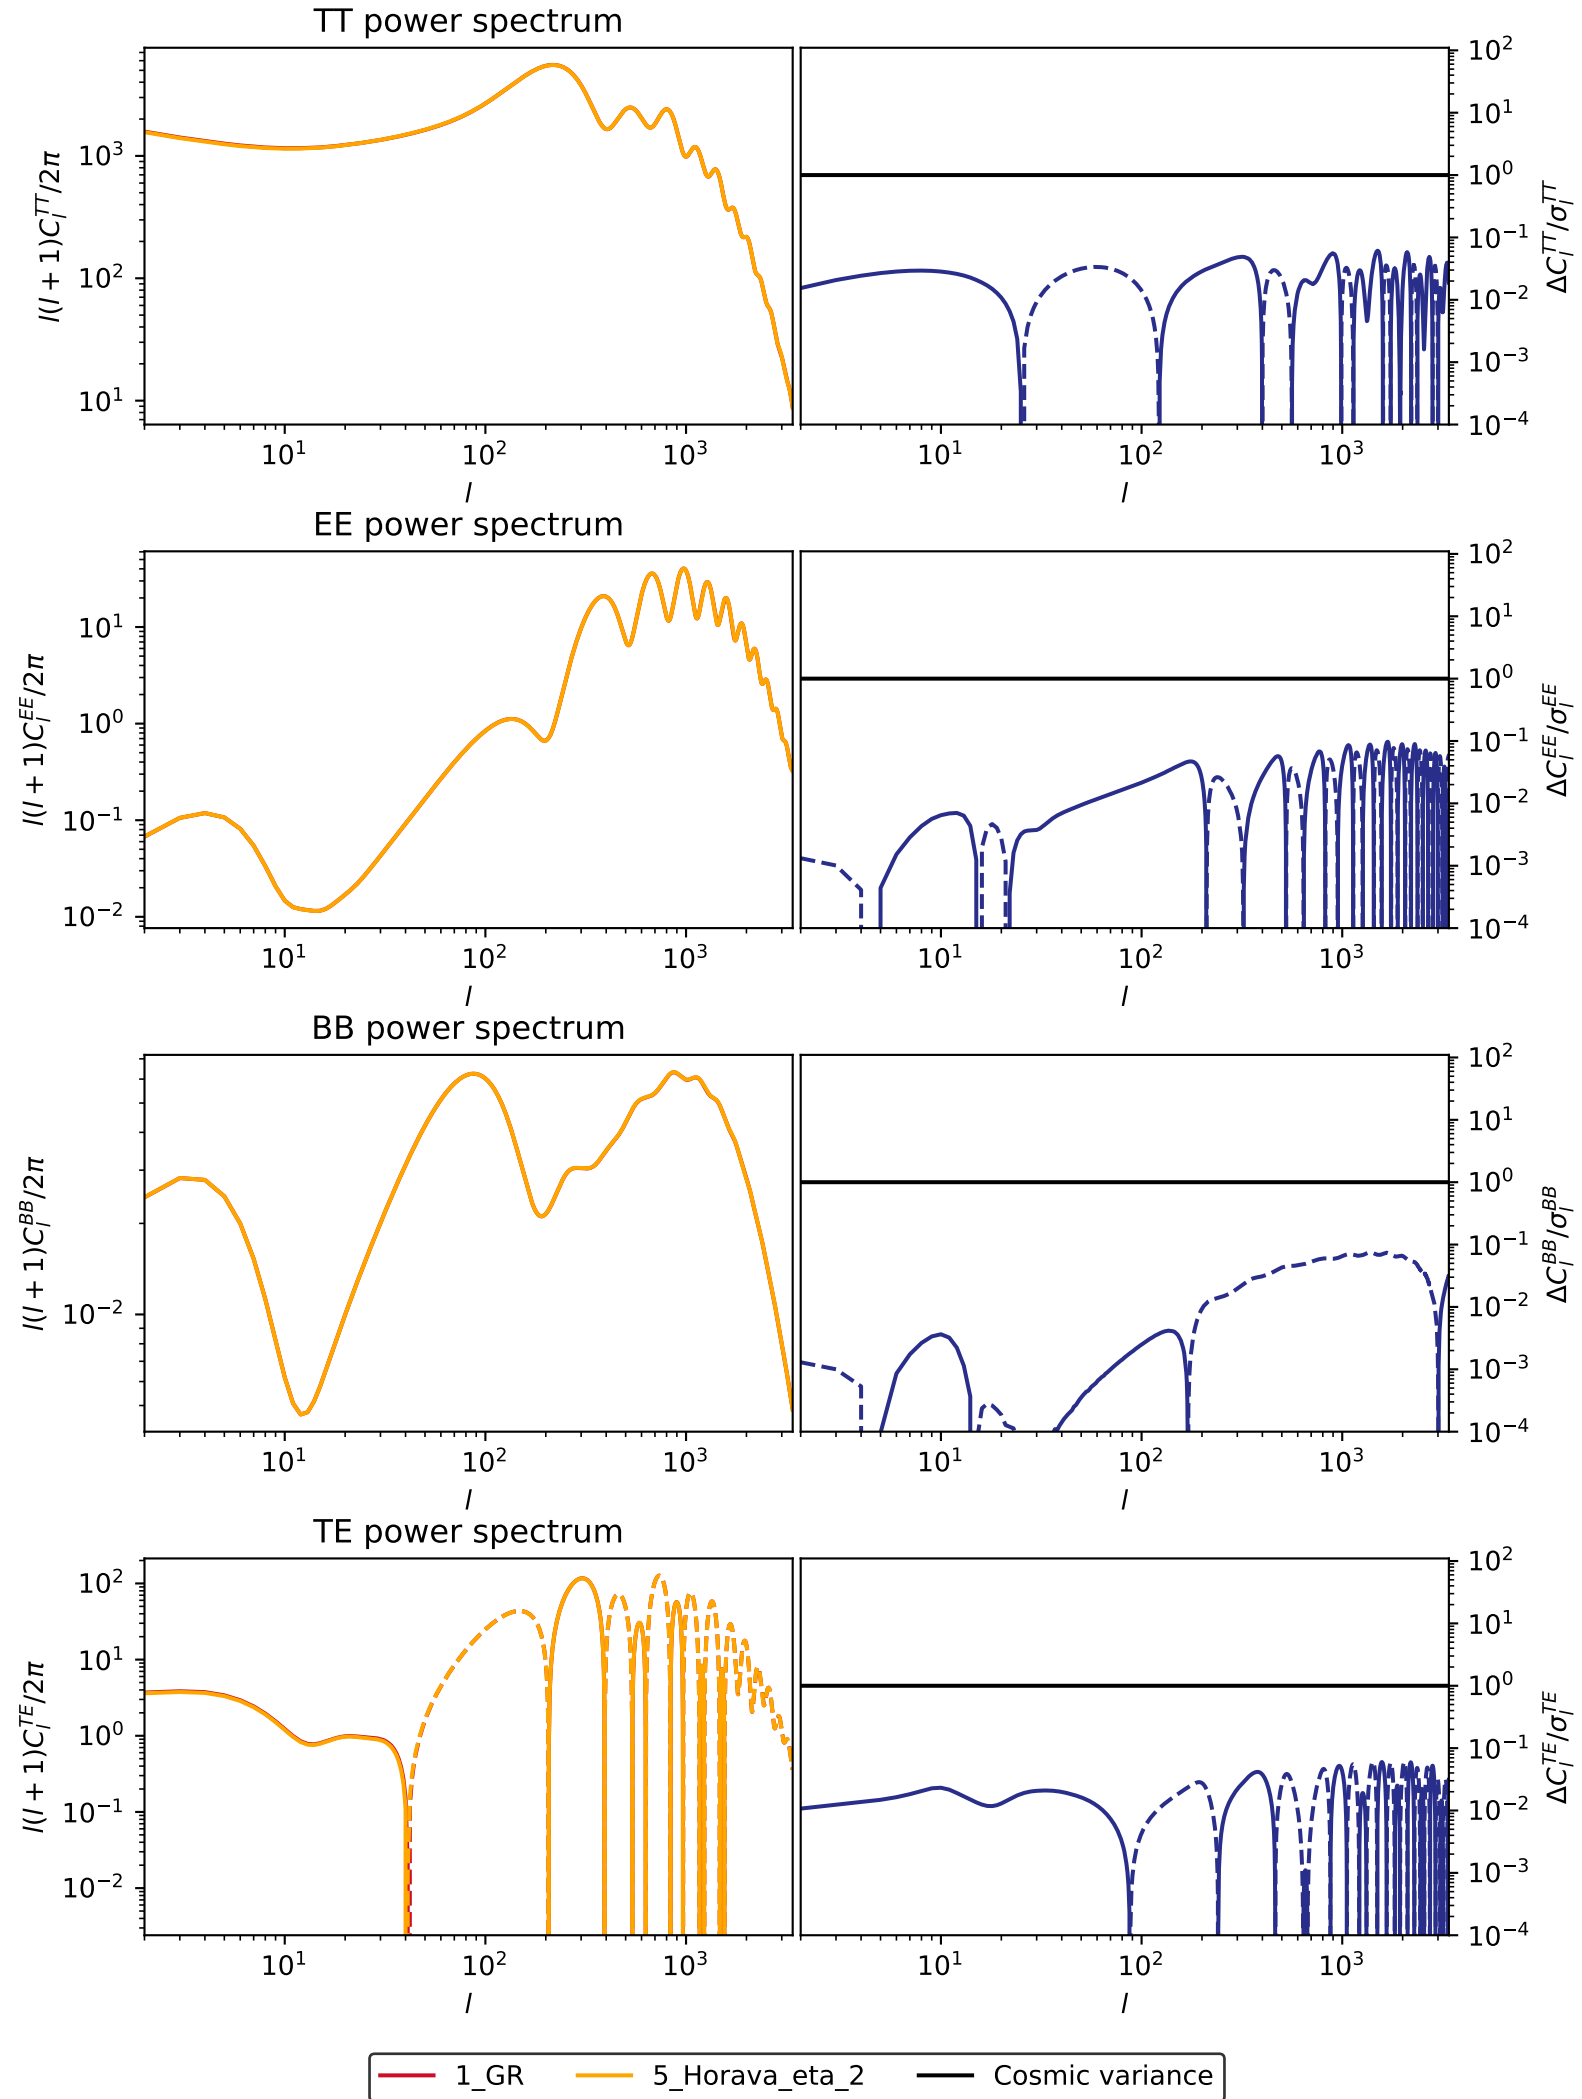 TT power spectrum
l(l + 1)C_l^{TT}/2π
10^3
10^2
10^1
10^1 10^2 10^3
l
10^2
10^1
10^0
10^{-1}
10^{-2}
10^{-3}
10^{-4}
ΔC_l^{TT}/σ_l^{TT}
10^1 10^2 10^3
l
EE power spectrum
l(l + 1)C_l^{EE}/2π
10^1
10^0
10^{-1}
10^{-2}
10^1 10^2 10^3
l
10^2
10^1
10^0
10^{-1}
10^{-2}
10^{-3}
10^{-4}
ΔC_l^{EE}/σ_l^{EE}
10^1 10^2 10^3
l
BB power spectrum
l(l + 1)C_l^{BB}/2π
10^{-2}
10^1 10^2 10^3
l
10^2
10^1
10^0
10^{-1}
10^{-2}
10^{-3}
10^{-4}
ΔC_l^{BB}/σ_l^{BB}
10^1 10^2 10^3
l
TE power spectrum
l(l + 1)C_l^{TE}/2π
10^2
10^1
10^0
10^{-1}
10^{-2}
10^1 10^2 10^3
l
10^2
10^1
10^0
10^{-1}
10^{-2}
10^{-3}
10^{-4}
ΔC_l^{TE}/σ_l^{TE}
10^1 10^2 10^3
l
1_GR 5_Horava_eta_2 Cosmic variance